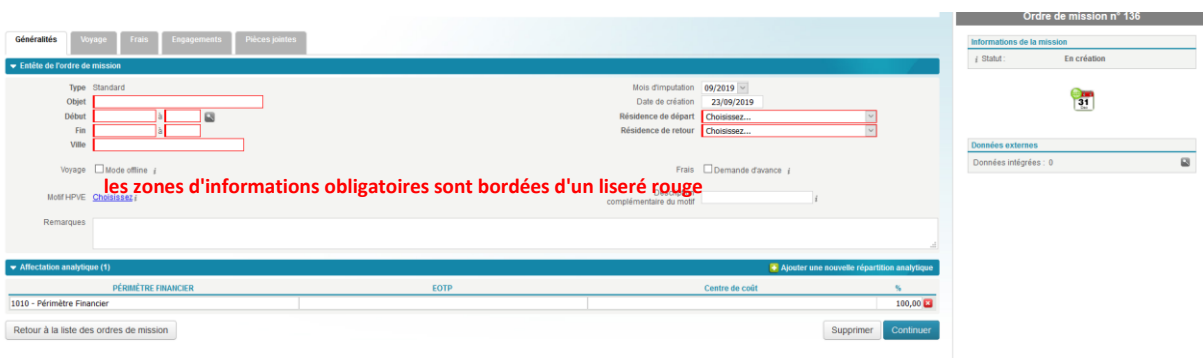 Ordre de mission n° 136
Généralités Voyage Frais Engagements Pièces jointes
Informations de la mission
Entête de l'ordre de mission
Statut : En création
Type Standard
Mois d'imputation 09/2019
Objet
Date de création 23/09/2019
Début à
Résidence de départ Choisissez...
Fin à
Résidence de retour Choisissez...
Ville
31
Données externes
Données intégrées : 0
Voyage Mode offline i
Frais Demande d'avance i
les zones d'informations obligatoires sont bordées d'un liseré rouge
Motif HPVE Choisissez i
complémentaire du motif i
Remarques
Affectation analytique (1)
Ajouter une nouvelle répartition analytique
PÉRIMÈTRE FINANCIER EOTP Centre de coût %
1010 - Périmètre Financier 100,00
Retour à la liste des ordres de mission
Supprimer Continuer